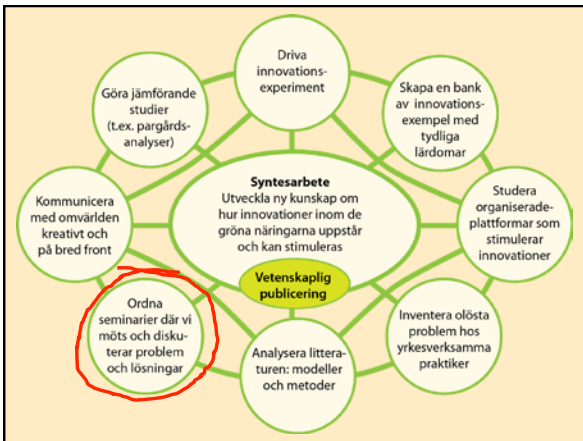 Driva
innovations-
experiment
Göra jämförande
studier
(t.ex. pargårds-
analyser)
Skapa en bank
av innovations-
exempel med
tydliga
lärdomar
Kommunicera
med omvärlden
kreativt och
på bred front
Syntesarbete
Utveckla ny kunskap om
hur innovationer inom de
gröna näringarna uppstår
och kan stimuleras
Studera
organiserade-
plattformar som
stimulerar
innovationer
Vetenskaplig
publicering
Ordna
seminarier där vi
möts och disku-
terar problem
och lösningar
Analysera littera-
turen: modeller
och metoder
Inventera olösta
problem hos
yrkesverksamma
praktiker